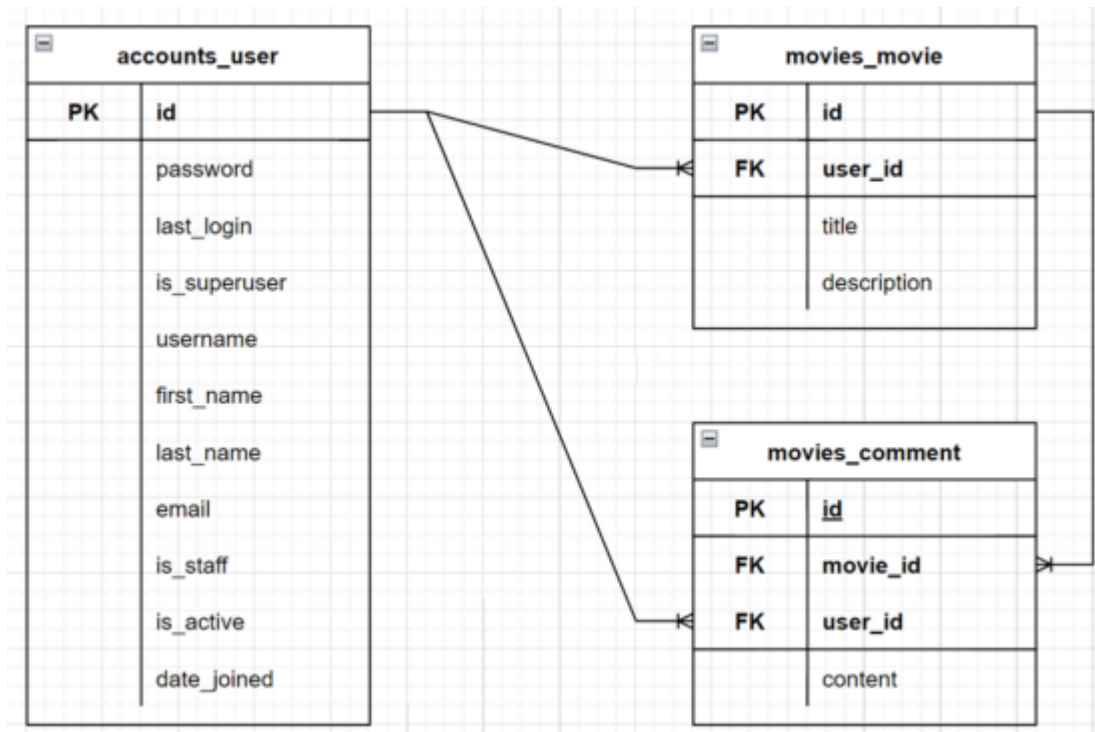 accounts_user
PK id
password
last_login
is_superuser
username
first_name
last_name
email
is_staff
is_active
date_joined
movies_movie
PK id
FK user_id
title
description
movies_comment
PK id
FK movie_id
FK user_id
content